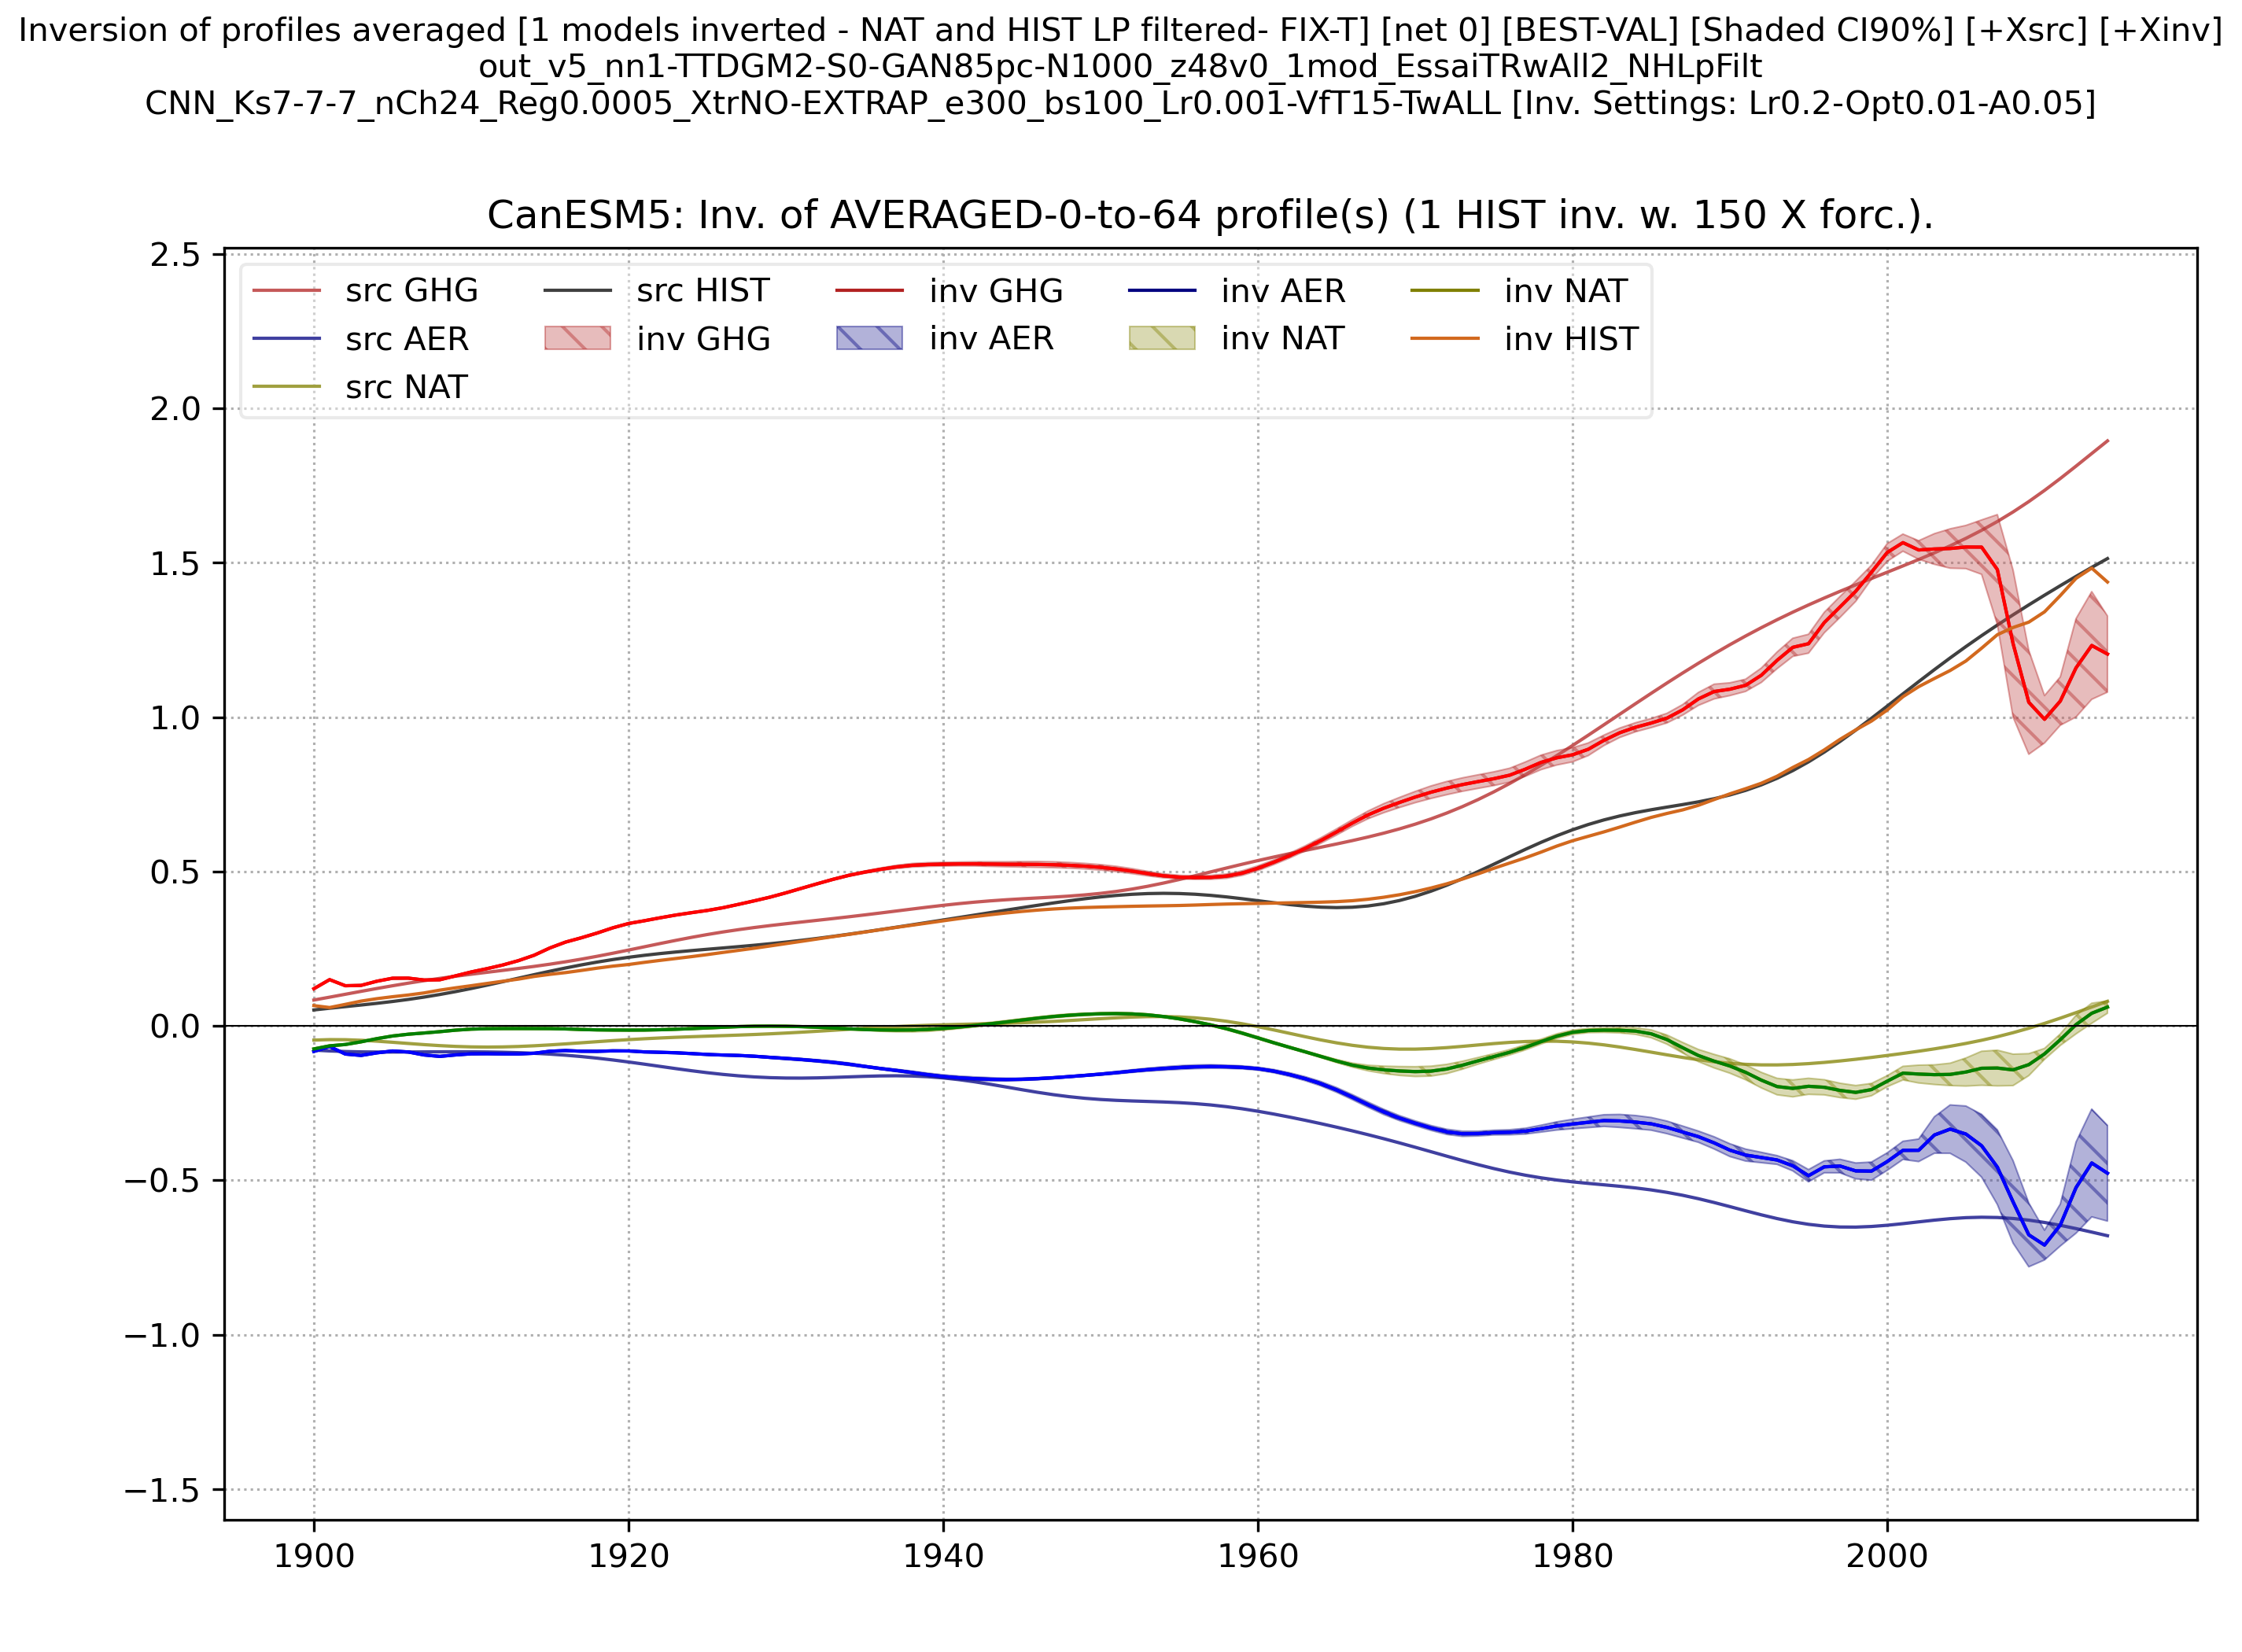 Inversion of profiles averaged [1 models inverted - NAT and HIST LP filtered- FIX-T] [net 0] [BEST-VAL] [Shaded CI90%] [+Xsrc] [+Xinv]
out_v5_nn1-TTDGM2-S0-GAN85pc-N1000_z48v0_1mod_EssaiTRwAll2_NHLpFilt
CNN_Ks7-7-7_nCh24_Reg0.0005_XtrNO-EXTRAP_e300_bs100_Lr0.001-VfT15-TwALL [Inv. Settings: Lr0.2-Opt0.01-A0.05]
CanESM5: Inv. of AVERAGED-0-to-64 profile(s) (1 HIST inv. w. 150 X forc.).
src GHG src HIST inv GHG inv AER inv NAT
src AER inv GHG inv AER inv NAT inv HIST
src NAT
2.5
2.0
1.5
1.0
0.5
0.0
−0.5
−1.0
−1.5
1900 1920 1940 1960 1980 2000